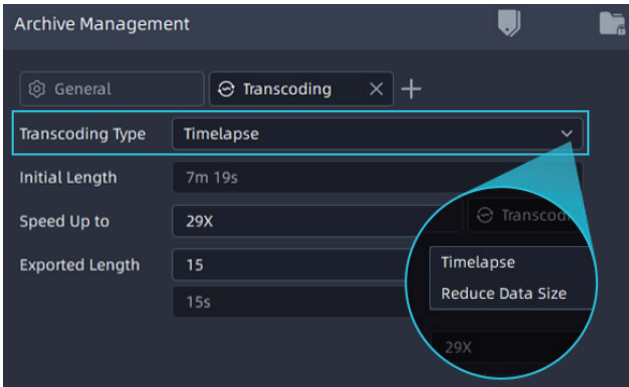 Archive Management
General
Transcoding
Transcoding Type
Timelapse
Initial Length
7m 19s
Speed Up to
29X
Exported Length
15
15s
Timelapse
Reduce Data Size
29X